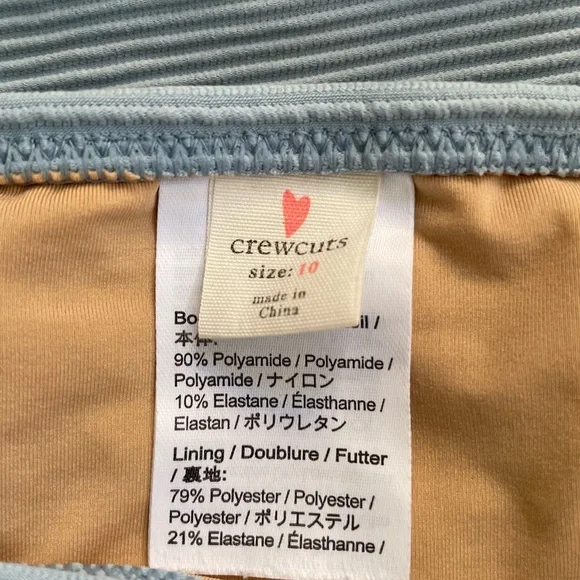 crewcuts
size: 10
made in
China
本体:
90% Polyamide / Polyamide /
Polyamide / ナイロン
10% Elastane / Élasthanne /
Elastan / ポリウレタン
Lining / Doublure / Futter
/ 裏地:
79% Polyester / Polyester /
Polyester / ポリエステル
21% Elastane / Élasthanne /